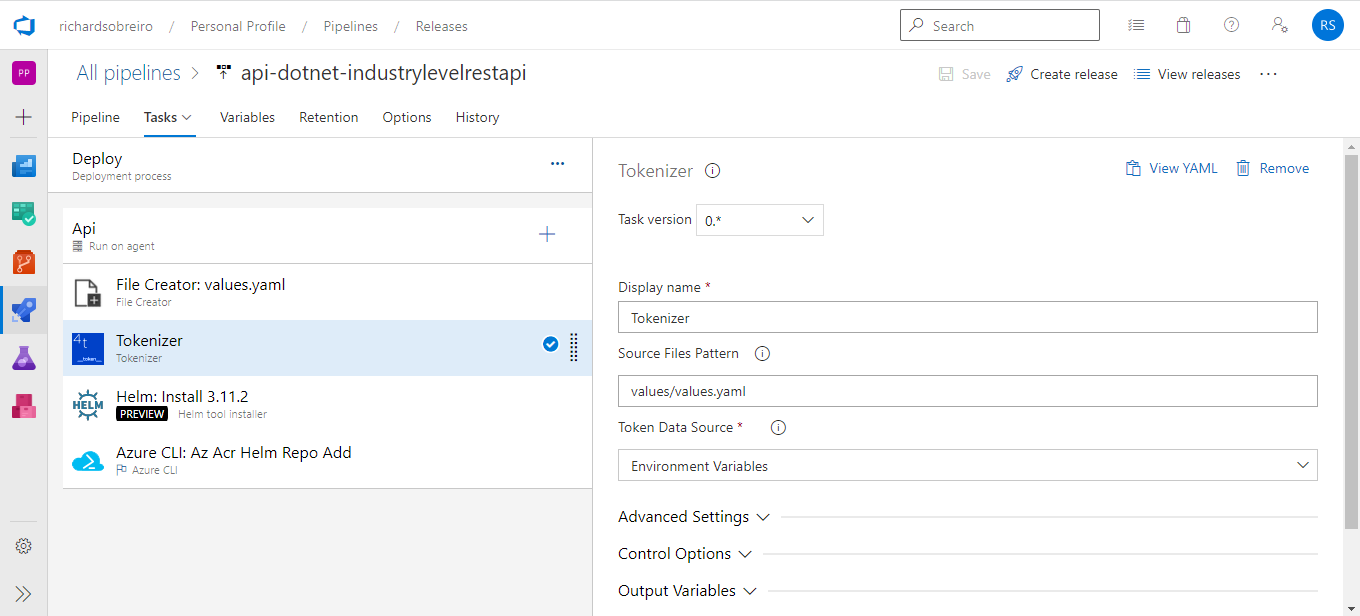 richardsobreiro / Personal Profile / Pipelines / Releases
Search
RS
PP
All pipelines > api-dotnet-industrylevelrestapi
Save
Create release
View releases
Pipeline
Tasks
Variables
Retention
Options
History
Deploy
Deployment process
Api
Run on agent
File Creator: values.yaml
File Creator
4t
__token__
Tokenizer
Tokenizer
HELM
Helm: Install 3.11.2
PREVIEW Helm tool installer
Azure CLI: Az Acr Helm Repo Add
Azure CLI
Tokenizer
View YAML
Remove
Task version 0.*
Display name *
Tokenizer
Source Files Pattern
values/values.yaml
Token Data Source *
Environment Variables
Advanced Settings
Control Options
Output Variables